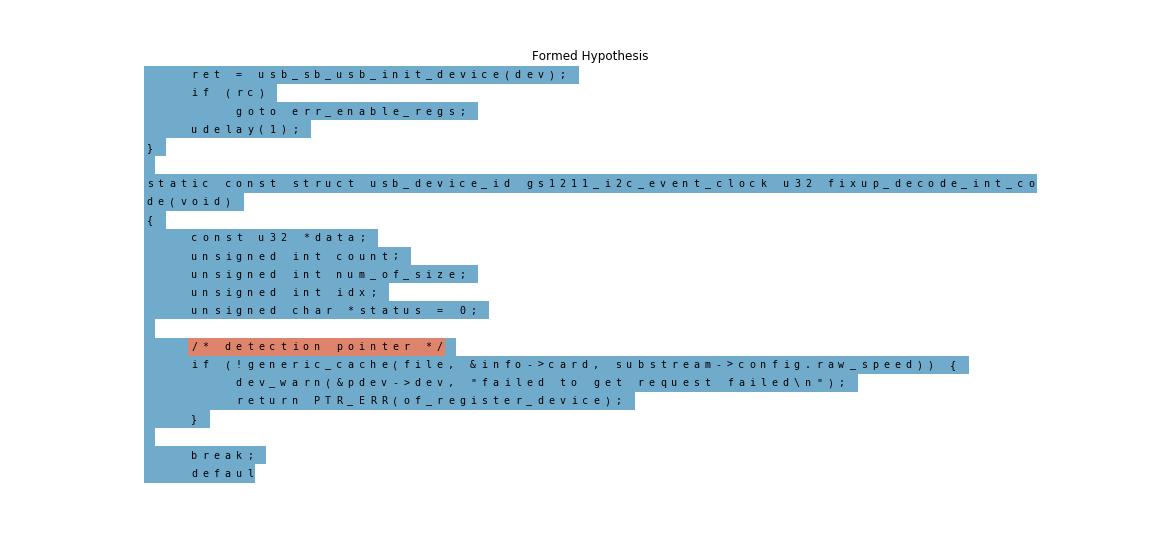 Formed Hypothesis
ret = usb_sb_usb_init_device(dev);
if (rc)
goto err_enable_regs;
udelay(1);
}
static const struct usb_device_id gs1211_i2c_event_clock u32 fixup_decode_int_co
de(void)
{
const u32 *data;
unsigned int count;
unsigned int num_of_size;
unsigned int idx;
unsigned char *status = 0;
/* detection pointer */
if (!generic_cache(file, &info->card, substream->config.raw_speed)) {
dev_warn(&pdev->dev, "failed to get request failed\n");
return PTR_ERR(of_register_device);
}
break;
defaul